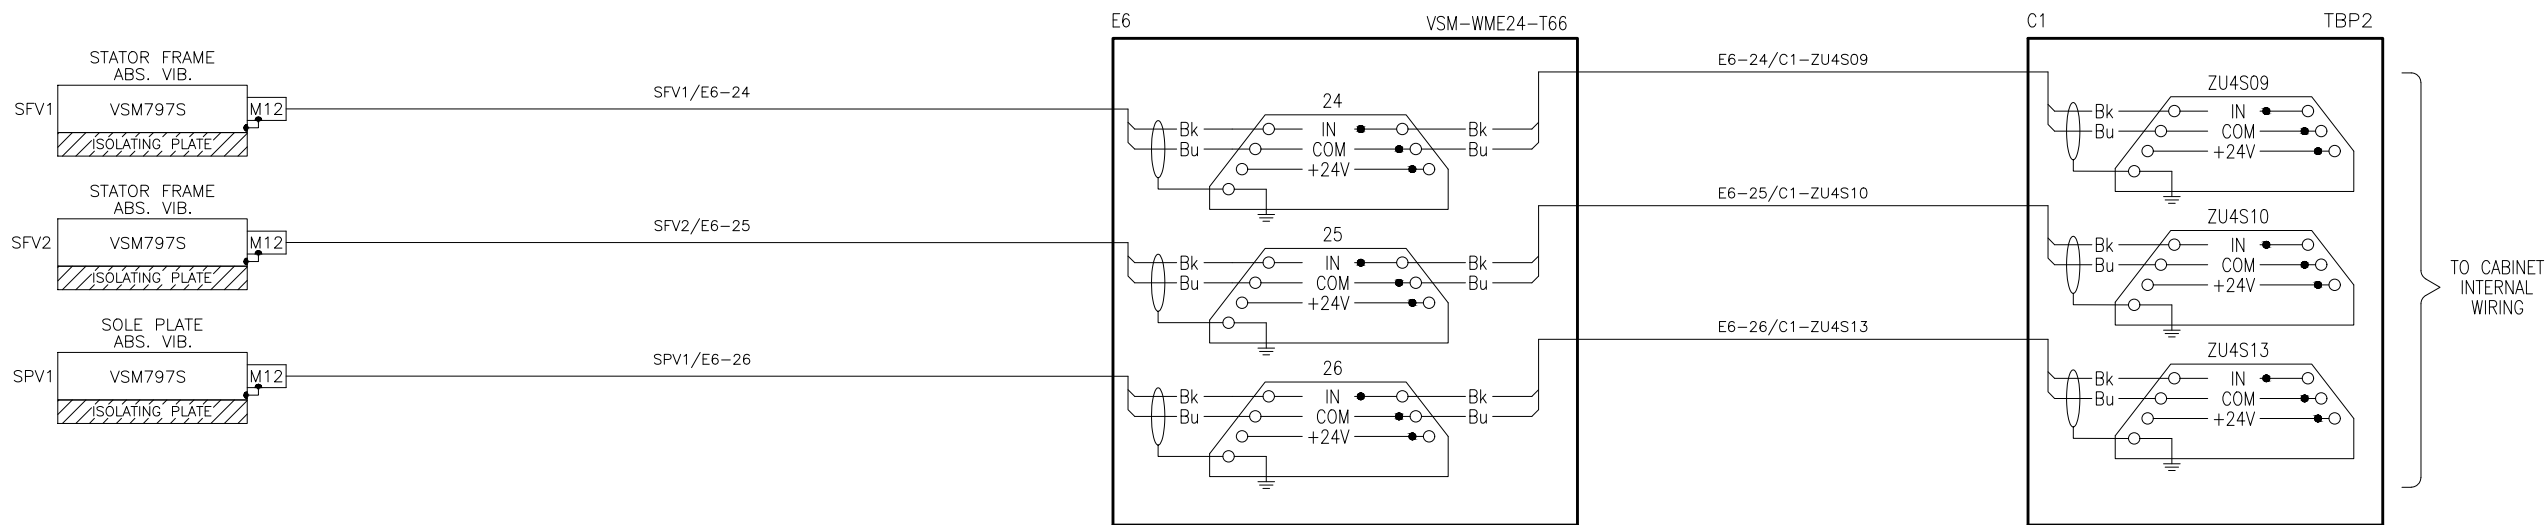 E6
VSM-WME24-T66
C1
TBP2
STATOR FRAME
ABS. VIB.
SFV1
VSM797S
M12
ISOLATING PLATE
SFV1/E6-24
24
Bk
IN
Bk
Bu
COM
Bu
+24V
E6-24/C1-ZU4S09
ZU4S09
Bk
IN
Bu
COM
+24V
STATOR FRAME
ABS. VIB.
SFV2
VSM797S
M12
ISOLATING PLATE
SFV2/E6-25
25
Bk
IN
Bk
Bu
COM
Bu
+24V
E6-25/C1-ZU4S10
ZU4S10
Bk
IN
Bu
COM
+24V
SOLE PLATE
ABS. VIB.
SPV1
VSM797S
M12
ISOLATING PLATE
SPV1/E6-26
26
Bk
IN
Bk
Bu
COM
Bu
+24V
E6-26/C1-ZU4S13
ZU4S13
Bk
IN
Bu
COM
+24V
TO CABINET
INTERNAL
WIRING